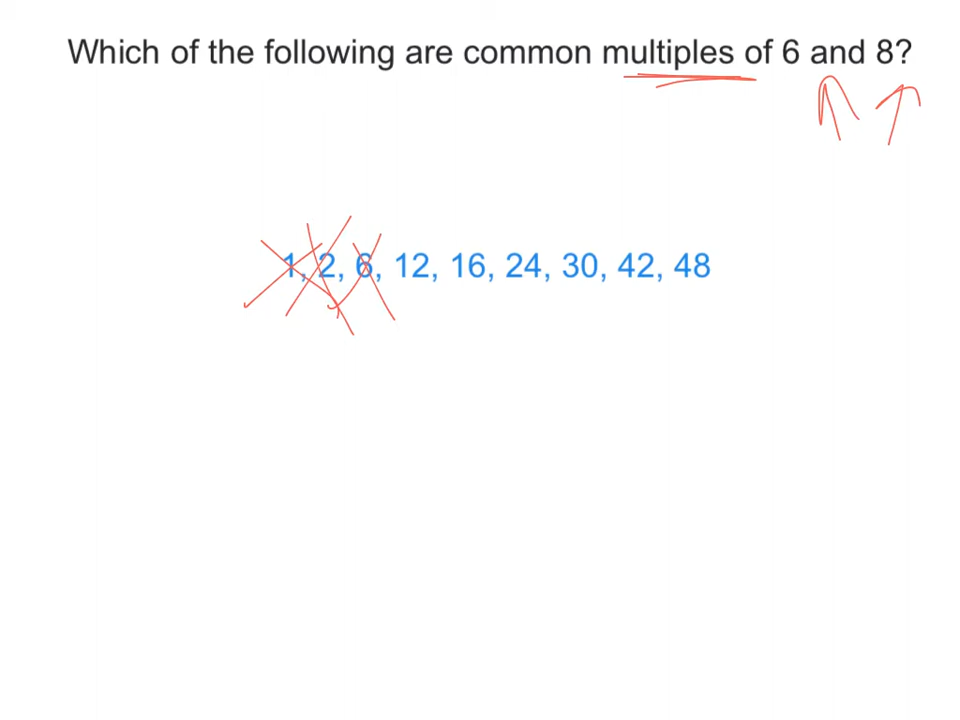 Which of the following are common multiples of 6 and 8?
1, 2, 6, 12, 16, 24, 30, 42, 48